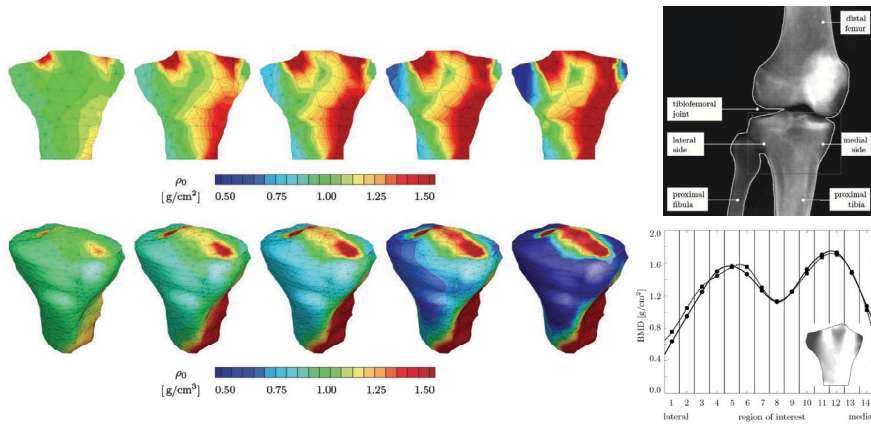 ρ₀
[ g/cm²]
0.50 0.75 1.00 1.25 1.50
ρ₀
[ g/cm³]
0.50 0.75 1.00 1.25 1.50
distal
femur
tibiofemoral
joint
lateral
side
medial
side
proximal
fibula
proximal
tibia
2.0
1.6
1.2
0.8
0.4
0.0
BMD [g/cm²]
1 2 3 4 5 6 7 8 9 10 11 12 13 14
lateral region of interest media